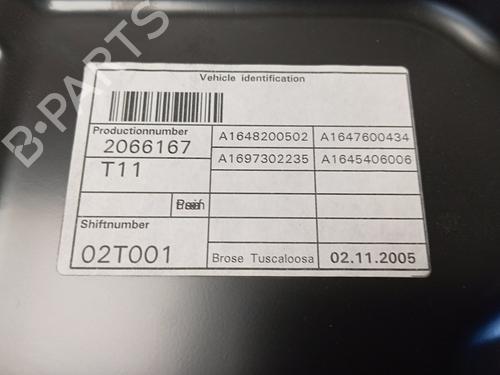 B-PARTS
Vehicle identification
Productionnumber
2066167
T11
Shiftnumber
02T001
A1648200502 A1647600434
A1697302235 A1645406006
Brose Tuscaloosa 02.11.2005